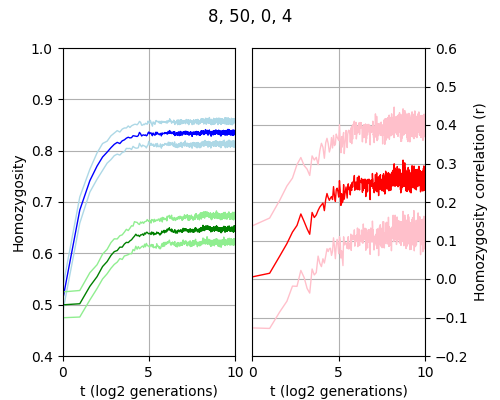 8, 50, 0, 4
1.0
0.9
0.8
0.7
0.6
0.5
0.4
Homozygosity
0 5 10
t (log2 generations)
0.6
0.5
0.4
0.3
0.2
0.1
0.0
−0.1
−0.2
Homozygosity correlation (r)
0 5 10
t (log2 generations)